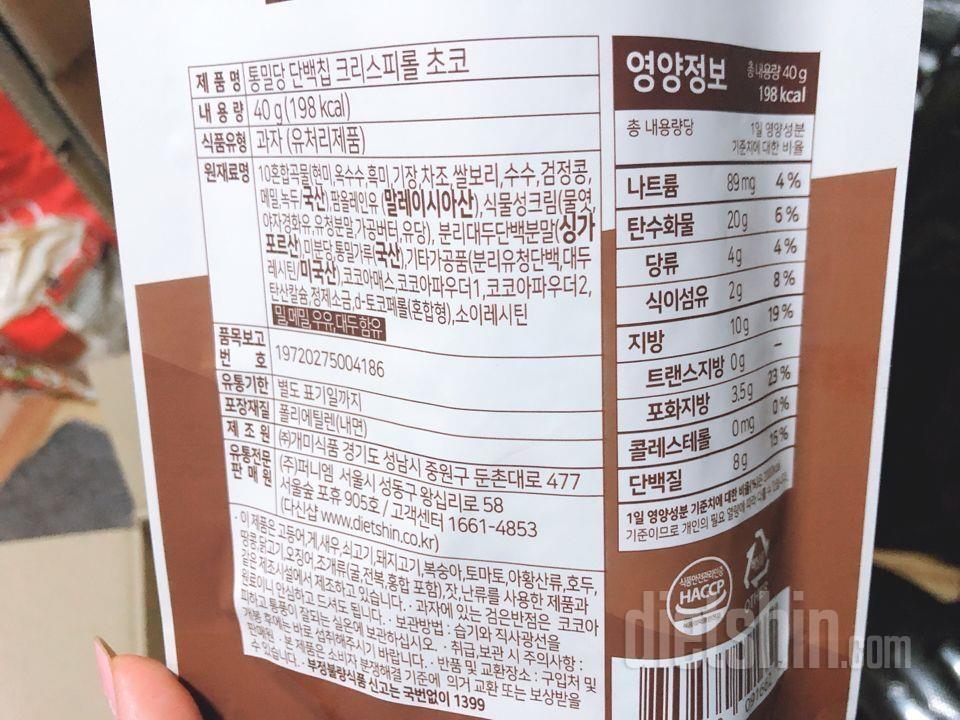 제 품 명 통밀당 단백칩 크리스피롤 초코
내 용 량 40 g (198 kcal)
식품유형 과자 (유처리제품)
원재료명 10혼합곡물[현미,옥수수,흑미,기장,차조,쌀보리,수수,검정콩,
메밀,녹두/국산],팜올레인유 (말레이시아산),식물성크림(물엿,
야자경화유,유청분말,가공버터,유당), 분리대두단백분말(싱가
포르산),미분당,통밀가루(국산),기타가공품(분리유청단백,대두
레시틴/미국산),코코아매스,코코아파우더1,코코아파우더2,
탄산칼슘,정제소금,d-토코페롤(혼합형),소이레시틴
밀,메밀,우유,대두 함유
품목보고
번 호 19720275004186
유통기한 별도 표기일까지
포장재질 폴리에틸렌(내면)
제 조 원 ㈜개미식품 경기도 성남시 중원구 둔촌대로 477
유통전문
판 매 원 (주)퍼니엠 서울시 성동구 왕십리로 58
서울숲 포휴 905호 / 고객센터 1661-4853
(다신샵 www.dietshin.co.kr)
· 이 제품은 고등어,게,새우,쇠고기,돼지고기,복숭아,토마토,아황산류,호두,
땅콩,닭고기,오징어,조개류(굴,전복,홍합 포함),잣,난류를 사용한 제품과
같은 제조시설에서 제조하고 있습니다. · 과자에 있는 검은반점은 코코아
원료이니 안심하고 드셔도 됩니다. · 보관방법 : 습기와 직사광선을
피하고 통풍이 잘되는 실온에 보관하십시오. · 취급,보관 시 주의사항 :
개봉 후에는 바로 섭취해주시기 바랍니다. · 반품 및 교환장소 : 구입처 및
판매원 · 본 제품은 소비자 분쟁해결 기준에 의거 교환 또는 보상받을
수 있습니다. · 부정불량식품 신고는 국번없이 1399
영양정보 총 내용량 40 g
198 kcal
총 내용량당 1일 영양성분
기준치에 대한 비율
나트륨 89 mg 4 %
탄수화물 20 g 6 %
당류 4 g 4 %
식이섬유 2 g 8 %
지방 10 g 19 %
트랜스지방 0 g -
포화지방 3.5 g 23 %
콜레스테롤 0 mg 0 %
단백질 8 g 15 %
1일 영양성분 기준치에 대한 비율(%)은 2,000kcal
기준이므로 개인의 필요 열량에 따라 다를 수 있습니다.
식품안전관리인증
HACCP
dietshin.com